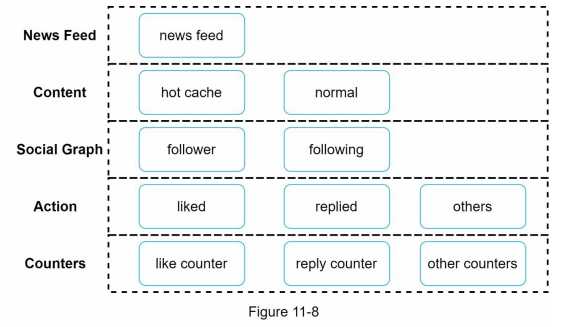 News Feed
news feed
Content
hot cache
normal
Social Graph
follower
following
Action
liked
replied
others
Counters
like counter
reply counter
other counters
Figure 11-8